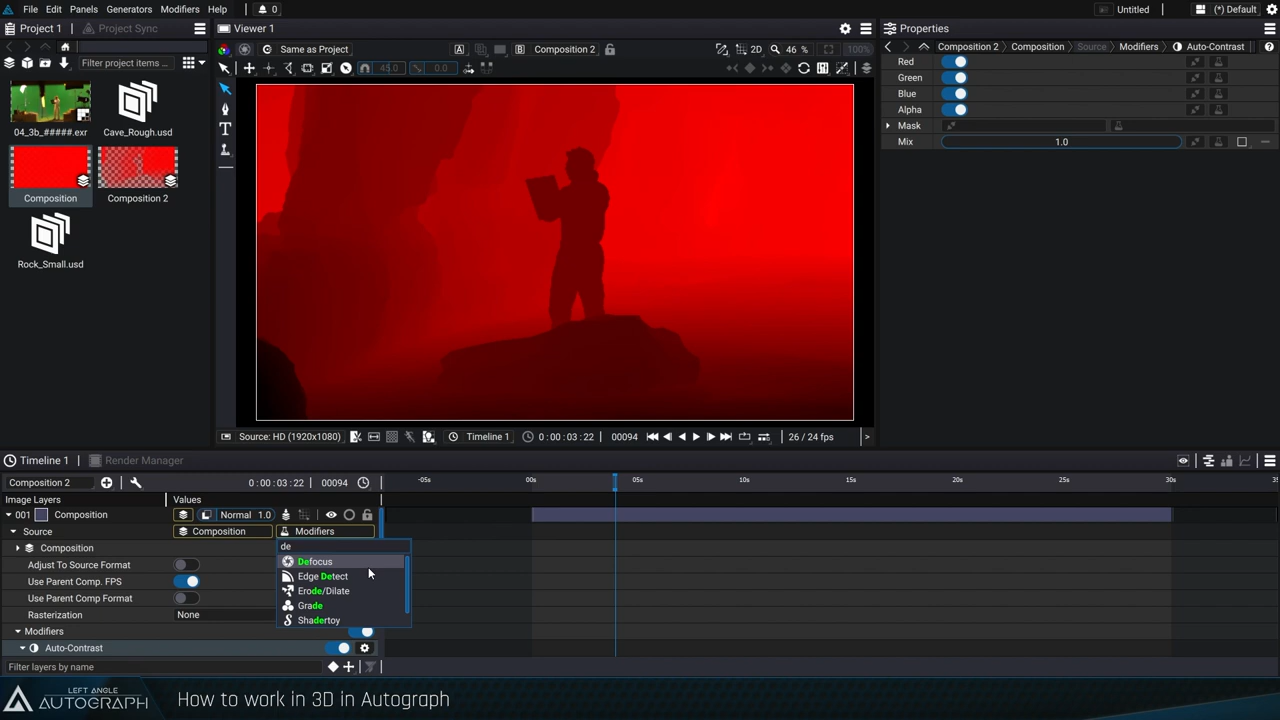 File Edit Panels Generators Modifiers Help 0 Untitled (*) Default
Project 1 Project Sync Viewer 1 Properties
Filter project items ... Same as Project A B Composition 2 2D 46 % 100% Composition 2 Composition Source Modifiers Auto-Contrast
45.0 0.0
Red
Green
Blue
Alpha
Mask
Mix 1.0
04_3b_#####.exr Cave_Rough.usd
Composition Composition 2
Rock_Small.usd
Source: HD (1920x1080) Timeline 1 0:00:03:22 00094 26 / 24 fps
Timeline 1 Render Manager
Composition 2 0:00:03:22 00094 -05s 00s 05s 10s 15s 20s 25s 30s 35
Image Layers Values
001 Composition Normal 1.0
Source Composition Modifiers
de
Composition
Defocus
Adjust To Source Format
Edge Detect
Use Parent Comp. FPS
Erode/Dilate
Use Parent Comp Format
Grade
Rasterization None
Shadertoy
Modifiers
Auto-Contrast
Filter layers by name
LEFT ANGLE
AUTOGRAPH
How to work in 3D in Autograph